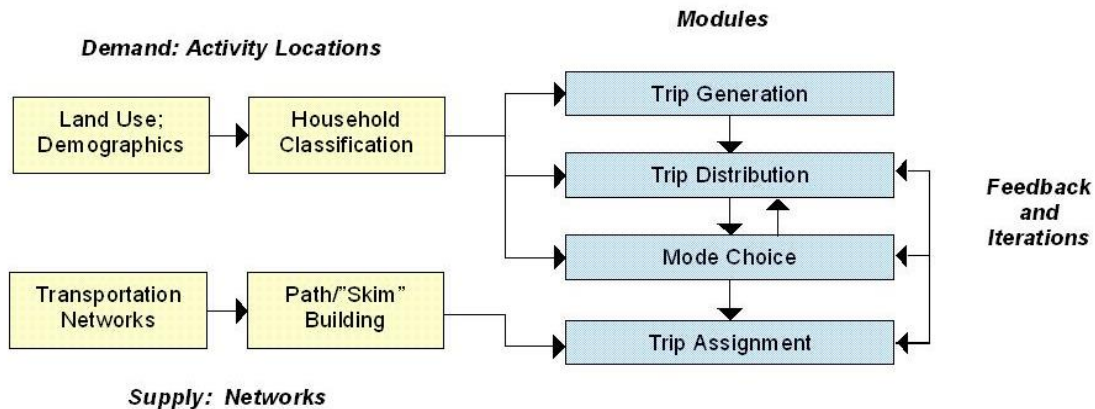 Modules
Demand: Activity Locations
Land Use;
Demographics
Household
Classification
Trip Generation
Trip Distribution
Mode Choice
Trip Assignment
Feedback
and
Iterations
Transportation
Networks
Path/"Skim"
Building
Supply: Networks